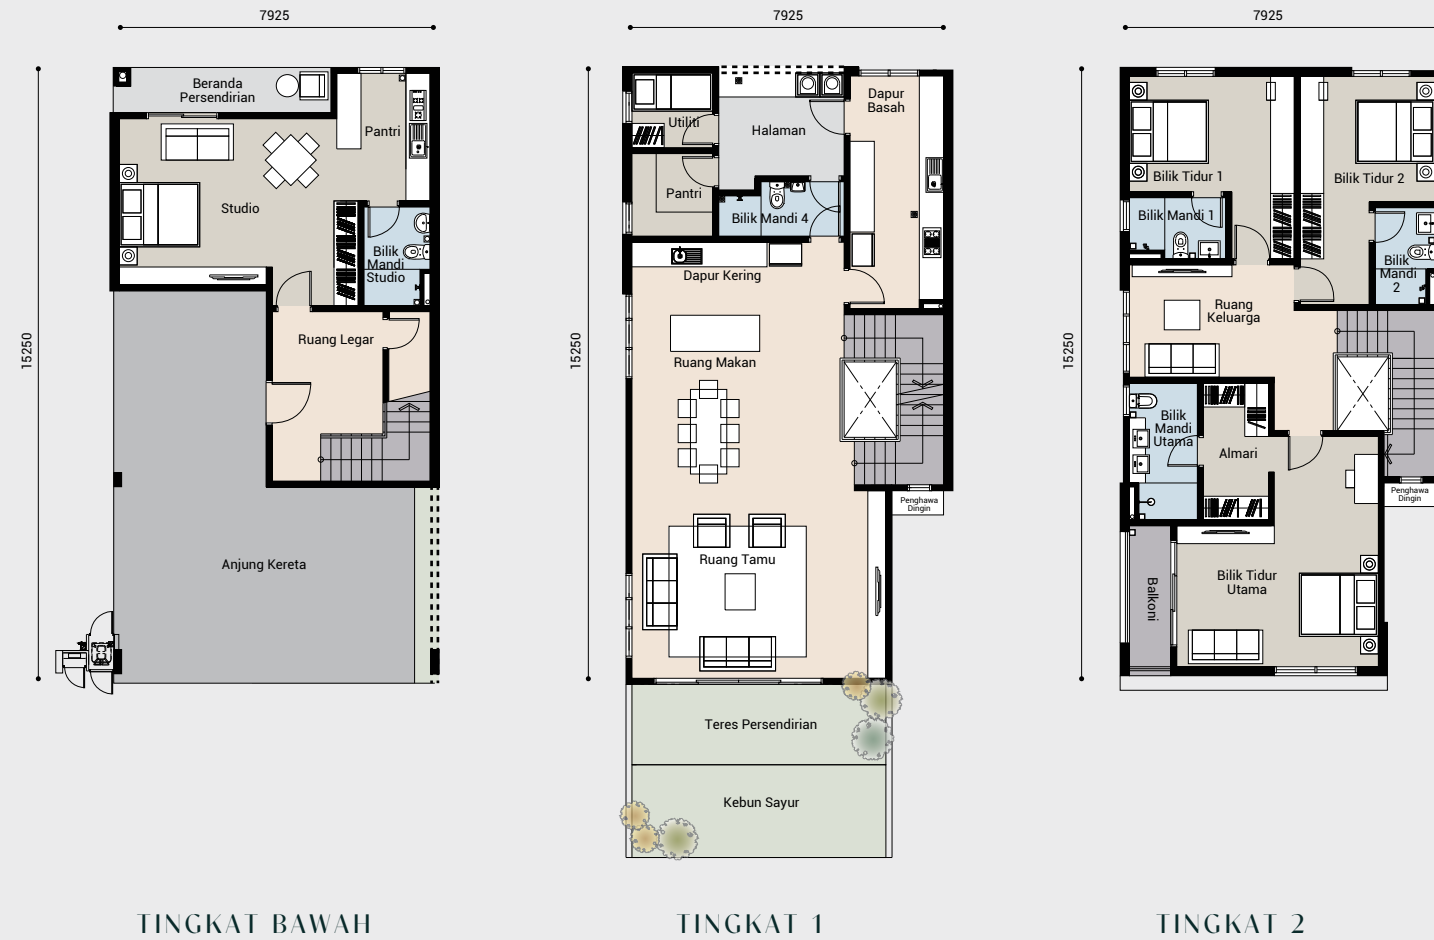 7925
15250
Beranda
Persendirian
Pantri
Studio
Bilik
Mandi
Studio
Ruang Legar
Anjung Kereta
TINGKAT BAWAH
7925
15250
Utiliti
Halaman
Dapur
Basah
Pantri
Bilik Mandi 4
Dapur Kering
Ruang Makan
Penghawa
Dingin
Ruang Tamu
Teres Persendirian
Kebun Sayur
TINGKAT 1
7925
15250
Bilik Tidur 1
Bilik Tidur 2
Bilik Mandi 1
Bilik
Mandi
2
Ruang
Keluarga
Bilik
Mandi
Utama
Almari
Penghawa
Dingin
Balkoni
Bilik Tidur
Utama
TINGKAT 2